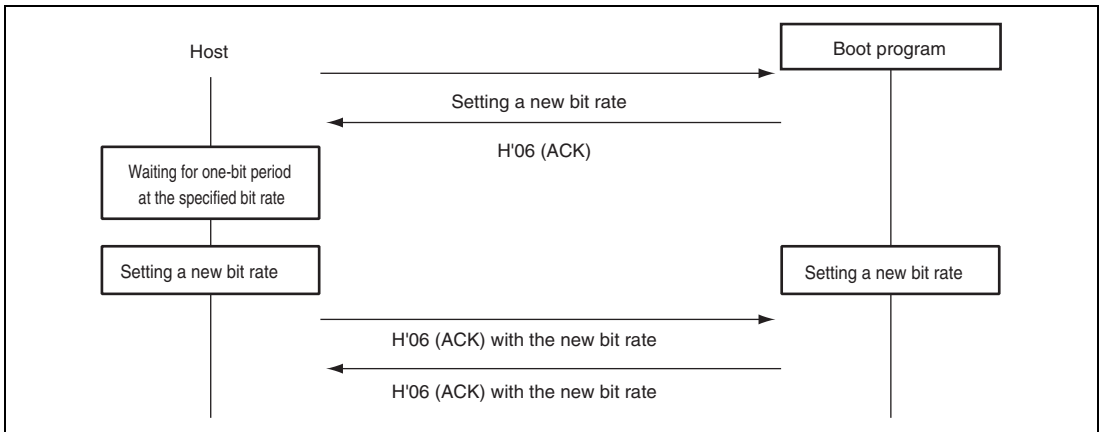 Host
Boot program
Setting a new bit rate
H'06 (ACK)
Waiting for one-bit period
at the specified bit rate
Setting a new bit rate
Setting a new bit rate
H'06 (ACK) with the new bit rate
H'06 (ACK) with the new bit rate